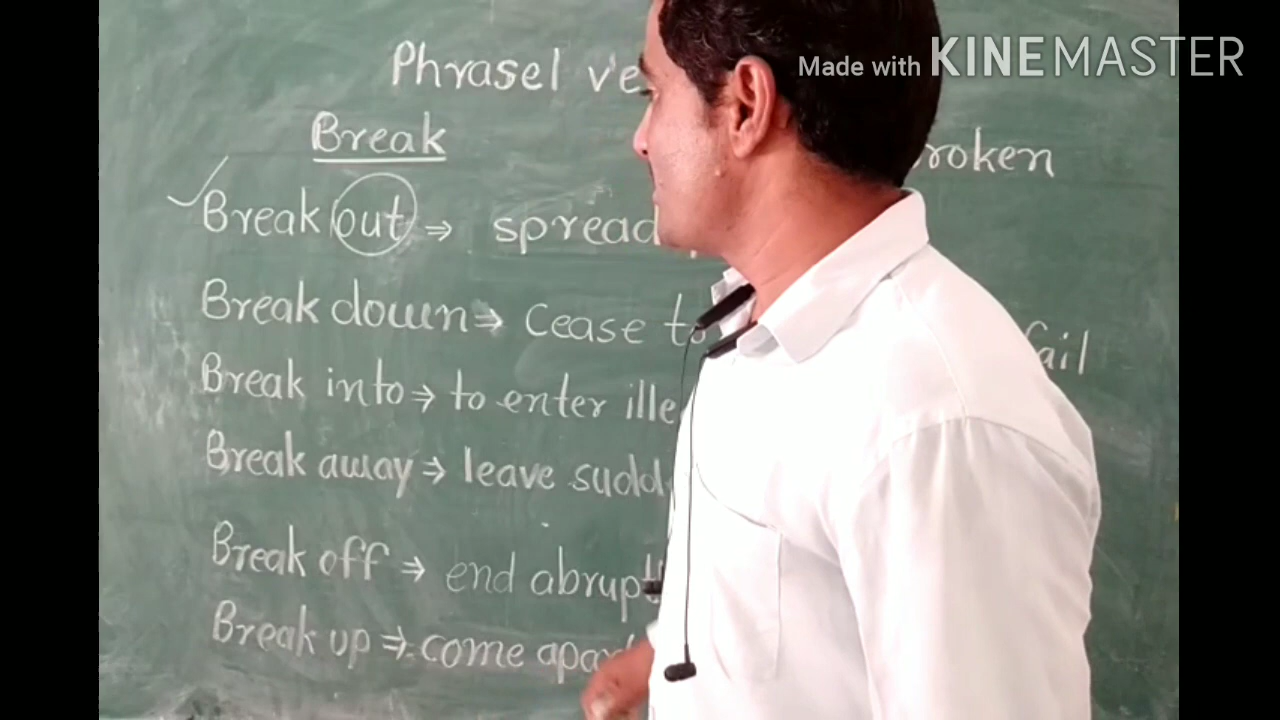 Made with KINEMASTER
Phrasel ve
Break
roken
Break out ⇒ spread
Break down ⇒ cease to fail
Break into ⇒ to enter ille
Break away ⇒ leave sudd
Break off ⇒ end abrupt
Break up ⇒ come apart